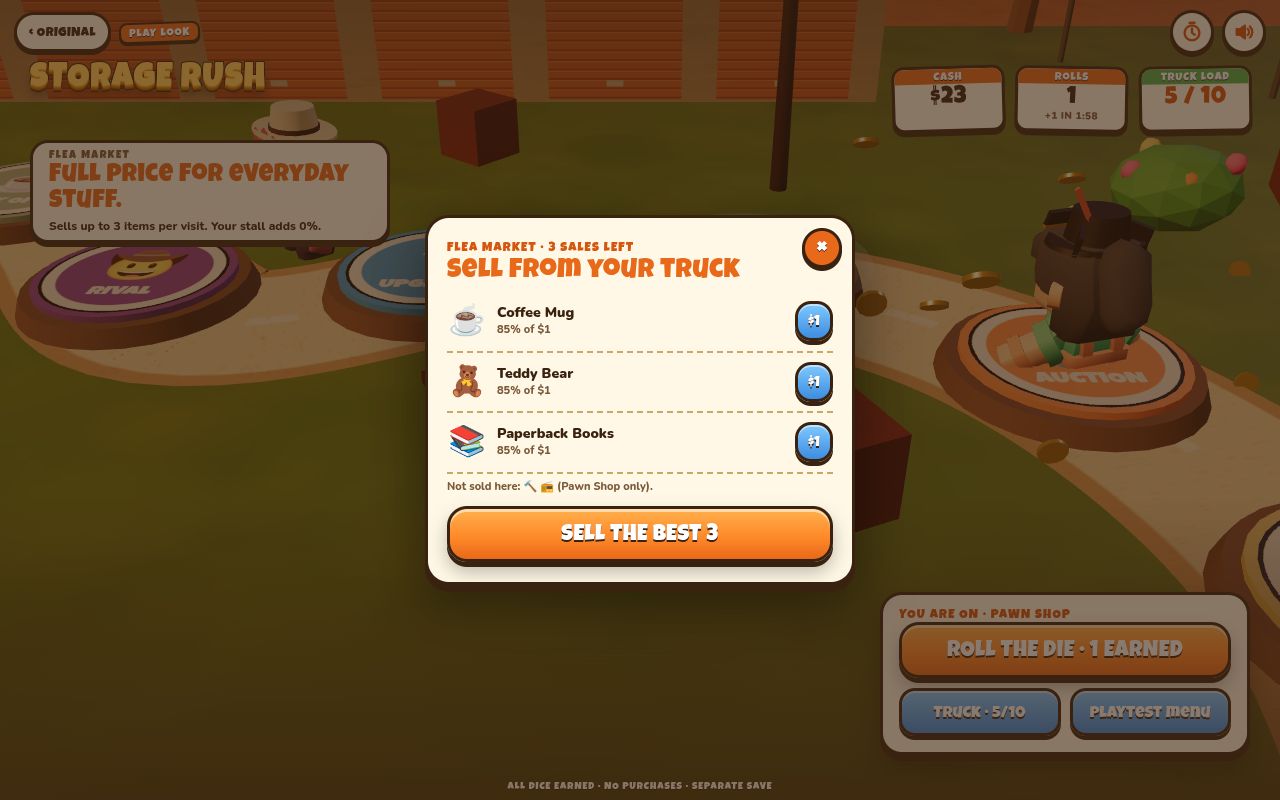 ‹ ORIGINAL
PLAY LOOK
STORAGE RUSH
CASH
$23
ROLLS
1
+1 IN 1:58
TRUCK LOAD
5 / 10
FLEA MARKET
FULL PRICE FOR EVERYDAY
STUFF.
Sells up to 3 items per visit. Your stall adds 0%.
RIVAL
AUCTION
FLEA MARKET · 3 SALES LEFT
SELL FROM YOUR TRUCK
Coffee Mug
85% of $1
$1
Teddy Bear
85% of $1
$1
Paperback Books
85% of $1
$1
Not sold here: 🔨 📻 (Pawn Shop only).
SELL THE BEST 3
YOU ARE ON · PAWN SHOP
ROLL THE DIE · 1 EARNED
TRUCK · 5/10
PLAYTEST MENU
ALL DICE EARNED · NO PURCHASES · SEPARATE SAVE